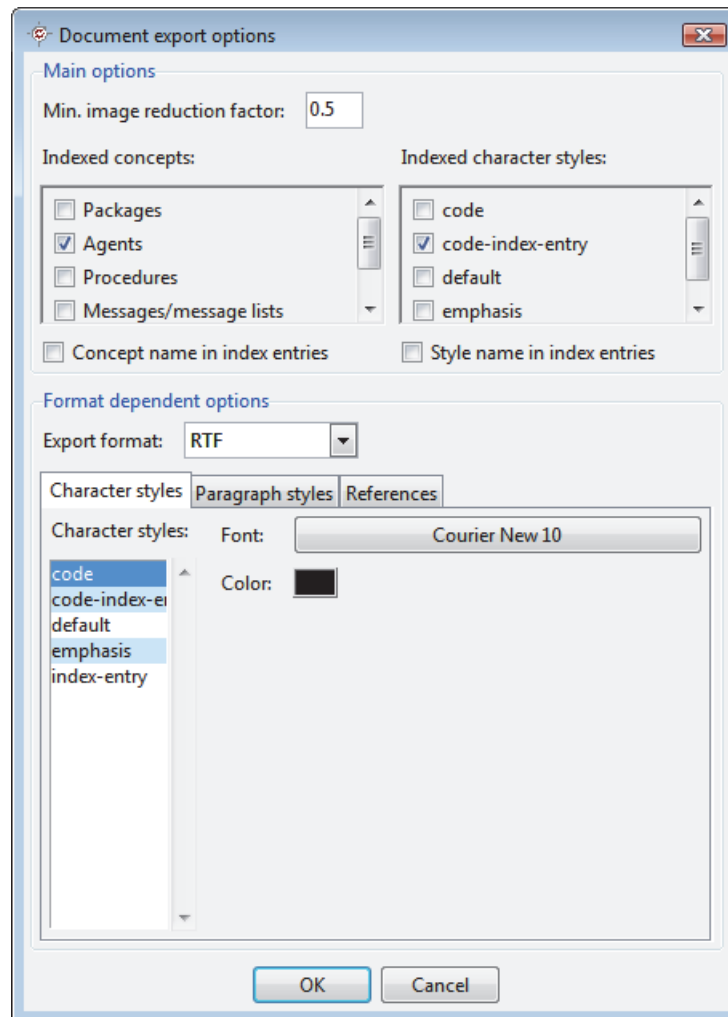 Document export options
Main options
Min. image reduction factor: 0.5
Indexed concepts: Indexed character styles:
Packages code
Agents code-index-entry
Procedures default
Messages/message lists emphasis
Concept name in index entries Style name in index entries
Format dependent options
Export format: RTF
Character styles Paragraph styles References
Character styles: Font: Courier New 10
code Color:
code-index-er
default
emphasis
index-entry
OK Cancel